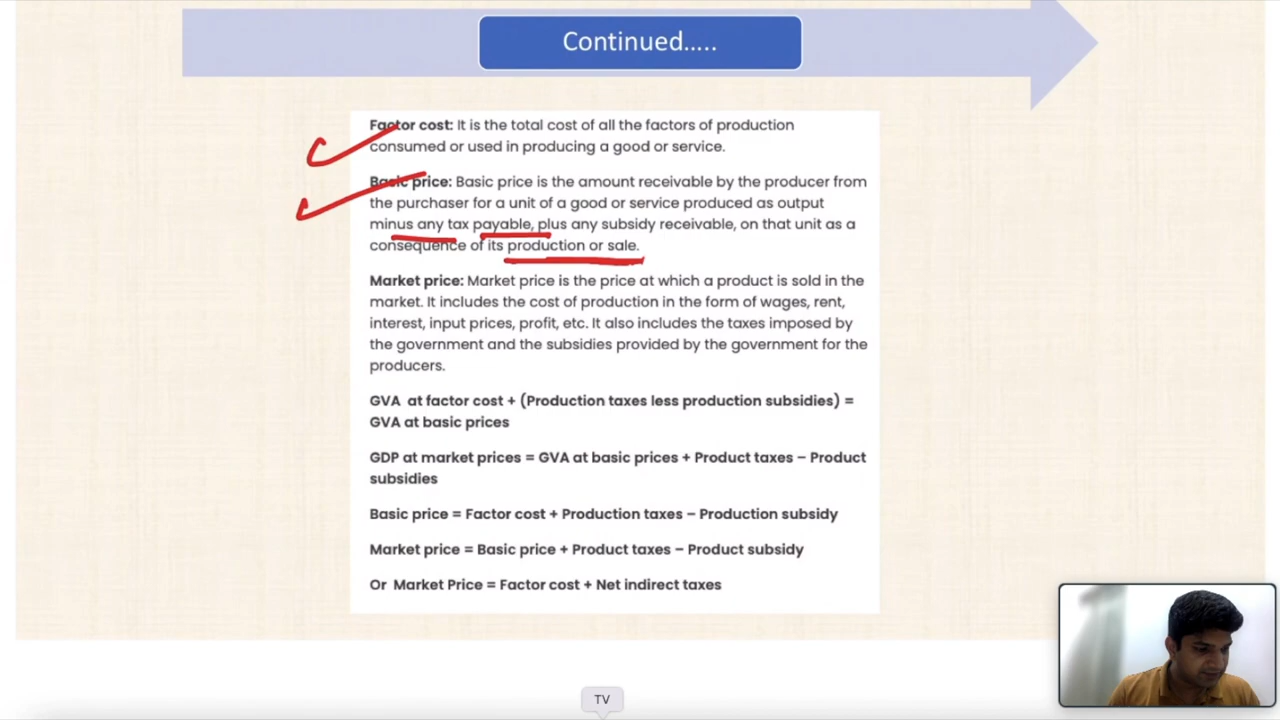 Continued.....
Factor cost: It is the total cost of all the factors of production
consumed or used in producing a good or service.
Basic price: Basic price is the amount receivable by the producer from
the purchaser for a unit of a good or service produced as output
minus any tax payable, plus any subsidy receivable, on that unit as a
consequence of its production or sale.
Market price: Market price is the price at which a product is sold in the
market. It includes the cost of production in the form of wages, rent,
interest, input prices, profit, etc. It also includes the taxes imposed by
the government and the subsidies provided by the government for the
producers.
GVA at factor cost + (Production taxes less production subsidies) =
GVA at basic prices
GDP at market prices = GVA at basic prices + Product taxes – Product
subsidies
Basic price = Factor cost + Production taxes – Production subsidy
Market price = Basic price + Product taxes – Product subsidy
Or Market Price = Factor cost + Net indirect taxes
TV